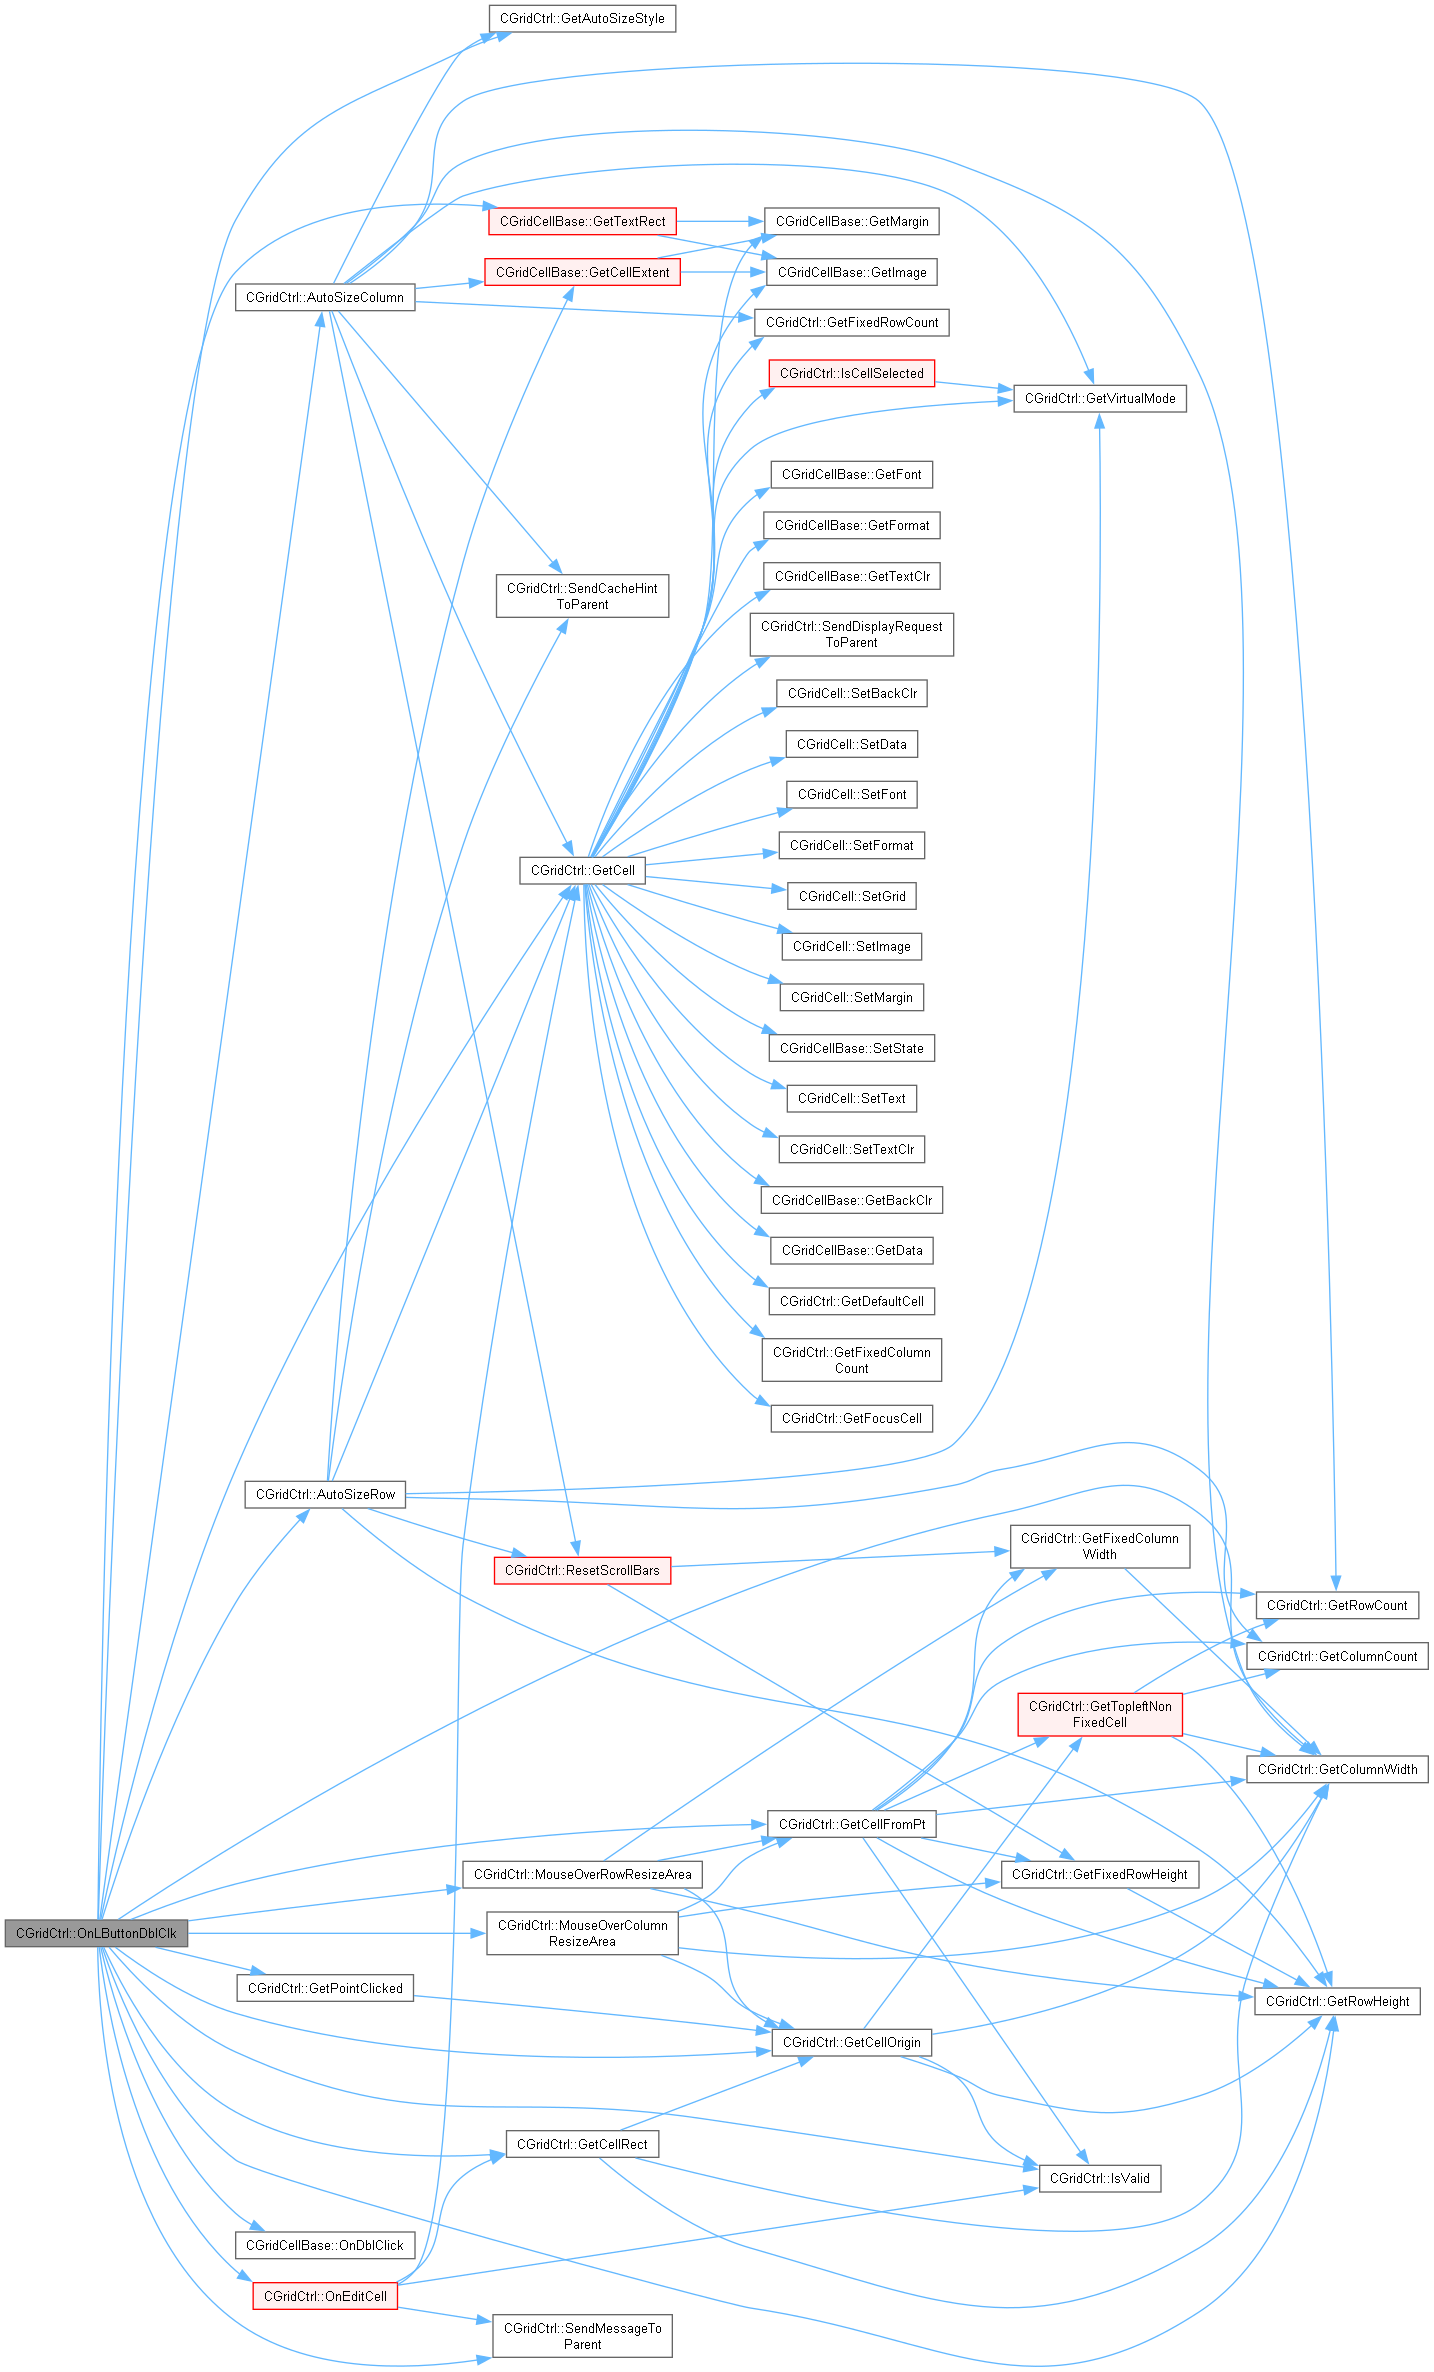 CGridCtrl::GetAutoSizeStyle
CGridCellBase::GetTextRect
CGridCellBase::GetMargin
CGridCellBase::GetCellExtent
CGridCellBase::GetImage
CGridCtrl::AutoSizeColumn
CGridCtrl::GetFixedRowCount
CGridCtrl::IsCellSelected
CGridCtrl::GetVirtualMode
CGridCellBase::GetFont
CGridCellBase::GetFormat
CGridCellBase::GetTextClr
CGridCtrl::SendCacheHint
ToParent
CGridCtrl::SendDisplayRequest
ToParent
CGridCell::SetBackClr
CGridCell::SetData
CGridCell::SetFont
CGridCell::SetFormat
CGridCtrl::GetCell
CGridCell::SetGrid
CGridCell::SetImage
CGridCell::SetMargin
CGridCellBase::SetState
CGridCell::SetText
CGridCell::SetTextClr
CGridCellBase::GetBackClr
CGridCellBase::GetData
CGridCtrl::GetDefaultCell
CGridCtrl::GetFixedColumn
Count
CGridCtrl::GetFocusCell
CGridCtrl::AutoSizeRow
CGridCtrl::GetFixedColumn
Width
CGridCtrl::ResetScrollBars
CGridCtrl::GetRowCount
CGridCtrl::GetColumnCount
CGridCtrl::GetTopleftNon
FixedCell
CGridCtrl::GetColumnWidth
CGridCtrl::GetCellFromPt
CGridCtrl::MouseOverRowResizeArea
CGridCtrl::GetFixedRowHeight
CGridCtrl::OnLButtonDblClk
CGridCtrl::MouseOverColumn
ResizeArea
CGridCtrl::GetPointClicked
CGridCtrl::GetRowHeight
CGridCtrl::GetCellOrigin
CGridCtrl::GetCellRect
CGridCtrl::IsValid
CGridCellBase::OnDblClick
CGridCtrl::OnEditCell
CGridCtrl::SendMessageTo
Parent